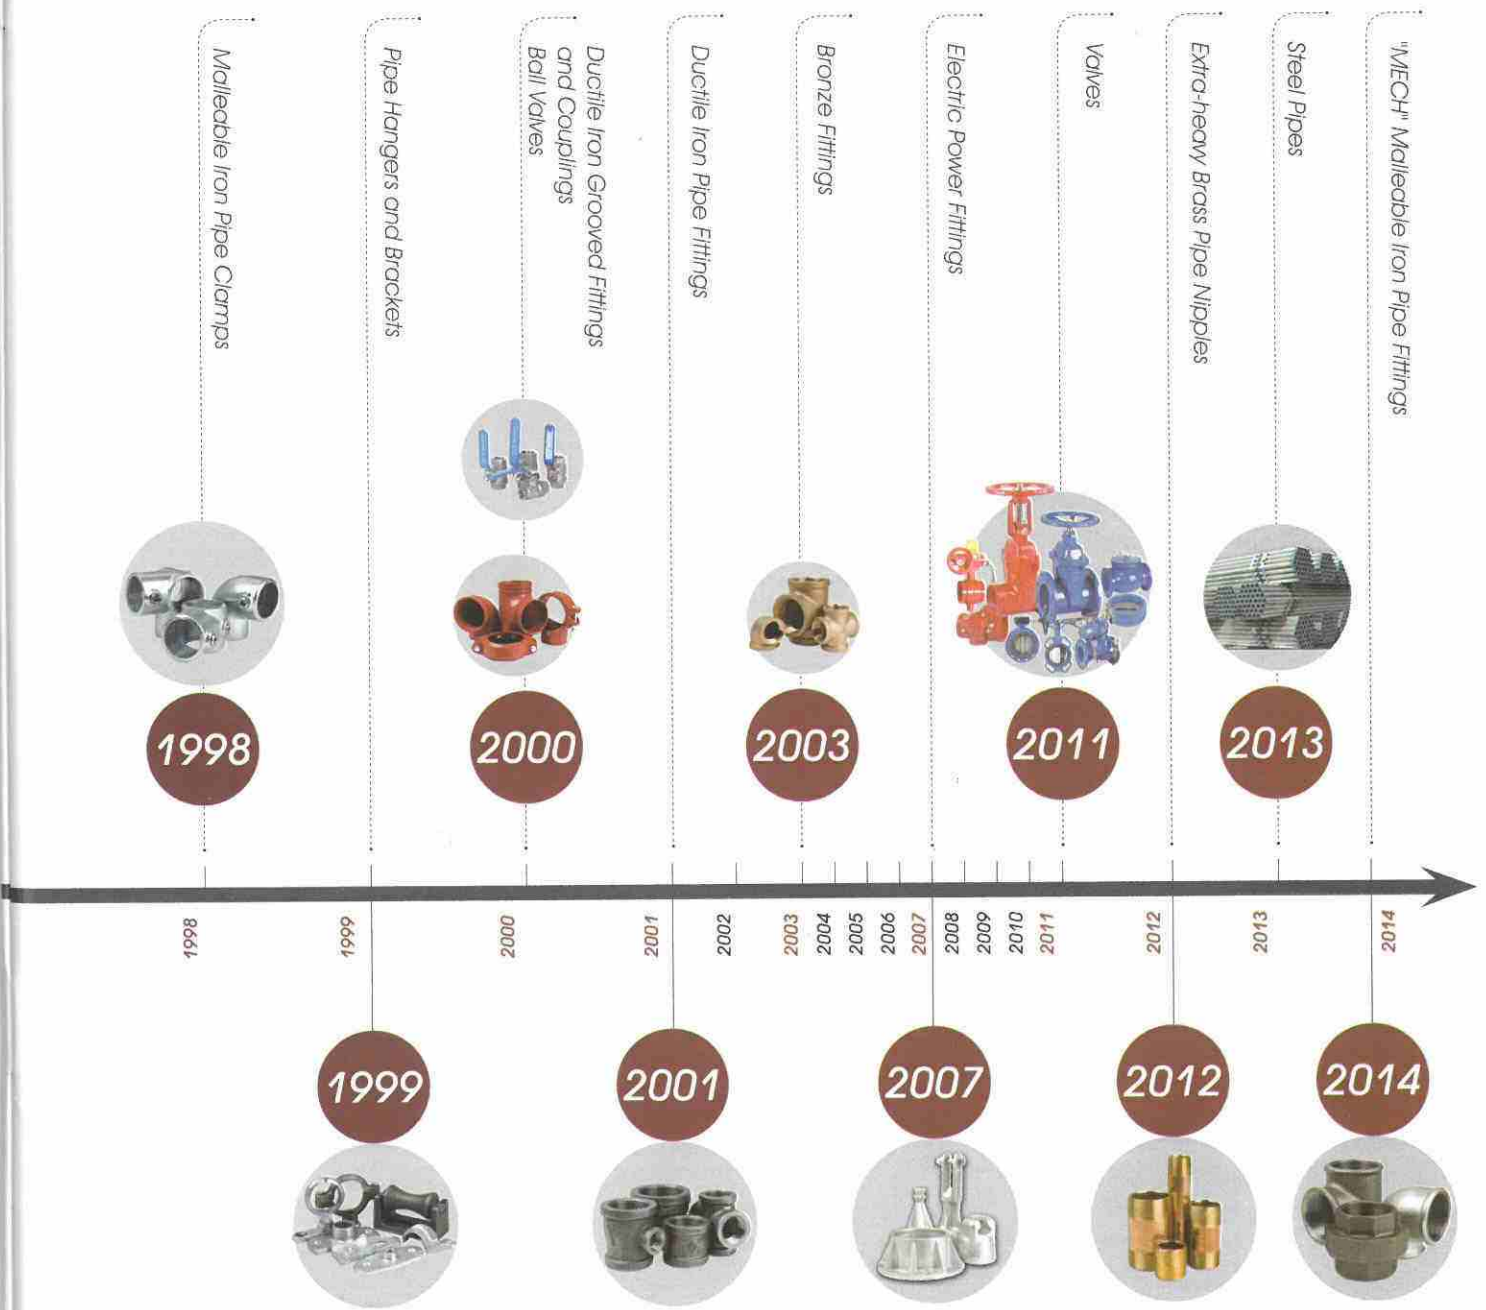 Malleable Iron Pipe Clamps
Pipe Hangers and Brackets
Ductile Iron Grooved Fittings
and Couplings
Ball Valves
Ductile Iron Pipe Fittings
Bronze Fittings
Electric Power Fittings
Valves
Extra-heavy Brass Pipe Nipples
Steel Pipes
"MECH" Malleable Iron Pipe Fittings
1998
2000
2003
2011
2013
1998
1999
2000
2001
2002
2003
2004
2005
2006
2007
2008
2009
2010
2011
2012
2013
2014
1999
2001
2007
2012
2014